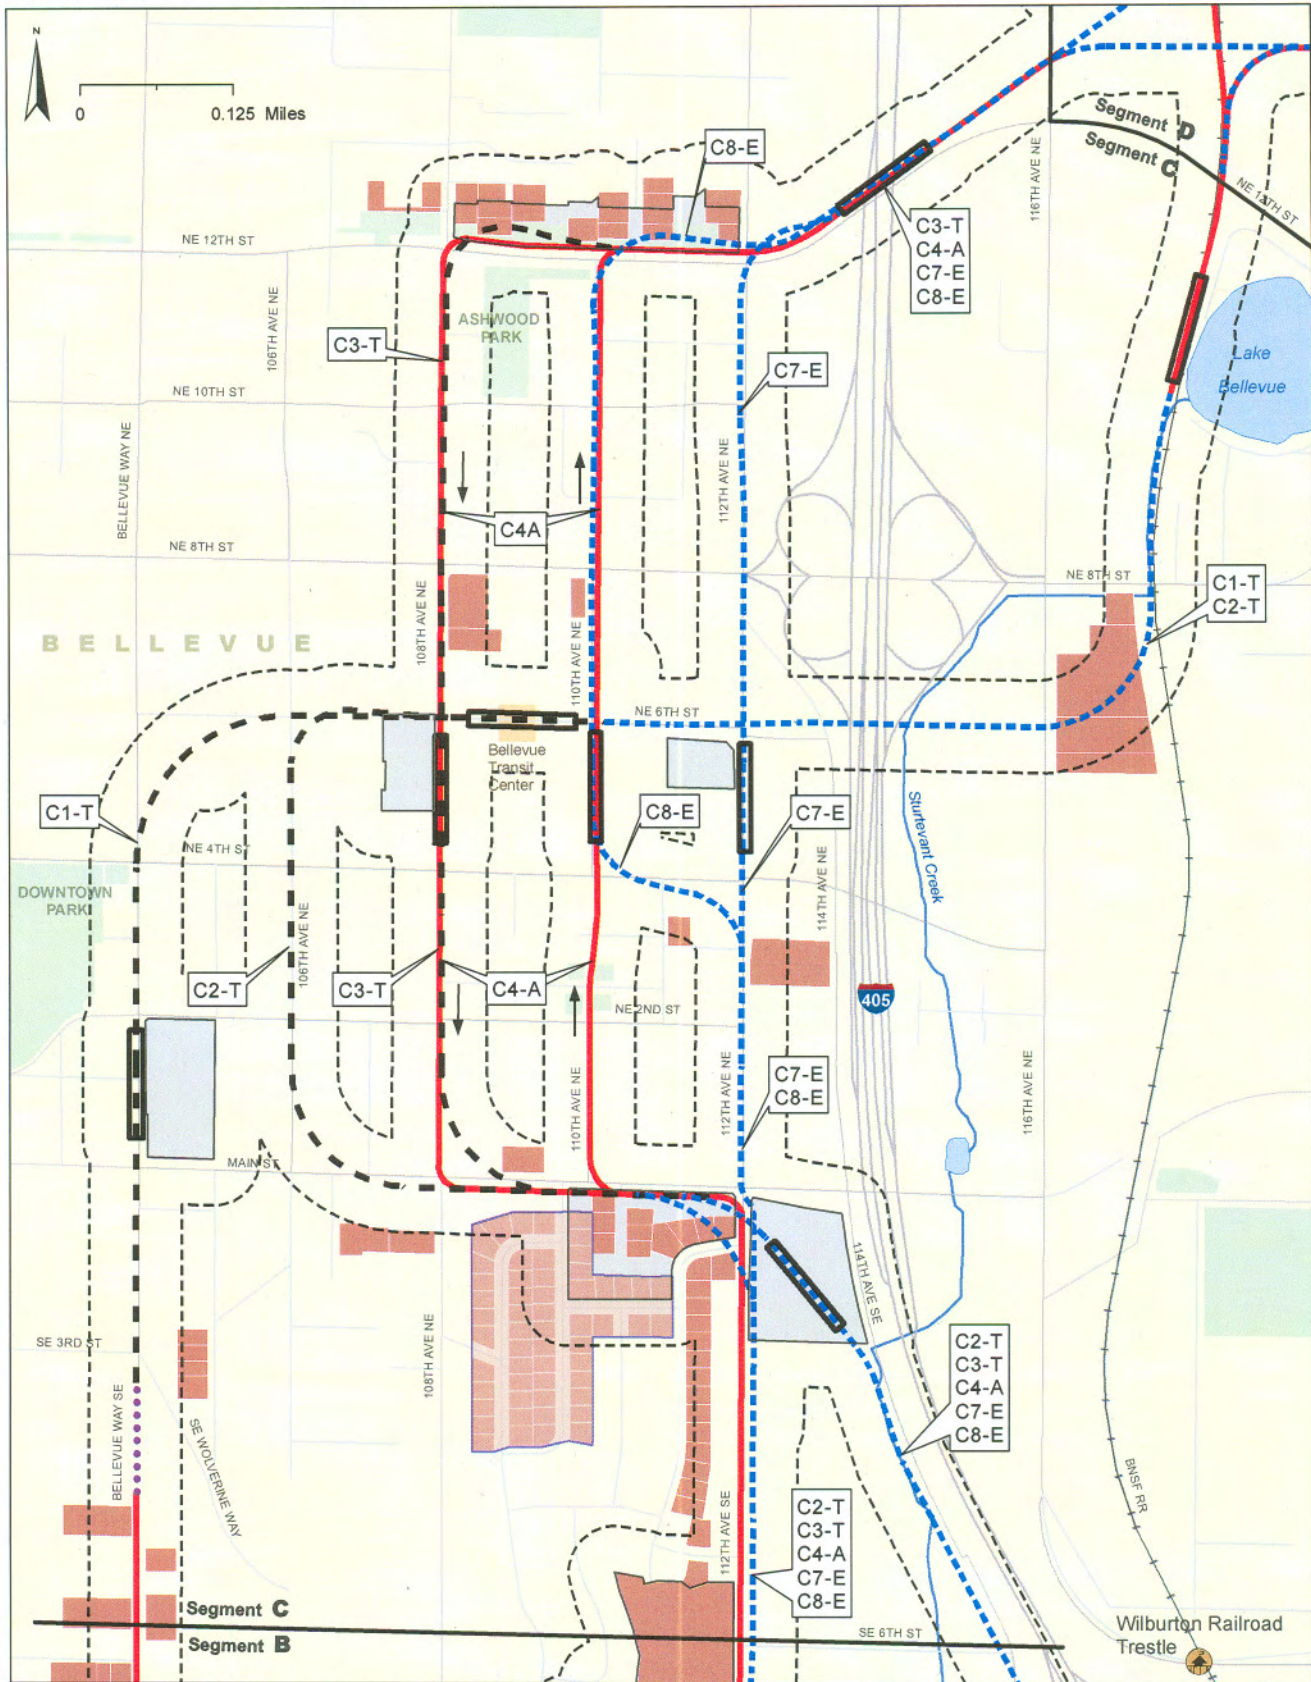 N
0 0.125 Miles
Segment D
Segment C
NE 12TH ST
C8-E
116TH AVE NE
C3-T
C4-A
C7-E
C8-E
NE 12TH ST
106TH AVE NE
ASHWOOD
PARK
C3-T
Lake
Bellevue
C7-E
NE 10TH ST
BELLEVUE WAY NE
112TH AVE NE
C4A
NE 8TH ST
NE 8TH ST
C1-T
C2-T
108TH AVE NE
110TH AVE NE
BELLEVUE
NE 6TH ST
Bellevue
Transit
Center
C1-T
C8-E
C7-E
Sturtevant Creek
NE 4TH ST
114TH AVE NE
DOWNTOWN
PARK
106TH AVE NE
C2-T
C3-T
C4-A
405
NE 2ND ST
C7-E
C8-E
110TH AVE NE
112TH AVE NE
116TH AVE NE
MAIN ST
114TH AVE SE
SE 3RD ST
108TH AVE NE
C2-T
C3-T
C4-A
C7-E
C8-E
BELLEVUE WAY SE
SE WOLVERINE WAY
BNSF RR
C2-T
C3-T
C4-A
C7-E
C8-E
112TH AVE SE
Segment C
Segment B
SE 6TH ST
Wilburton Railroad
Trestle